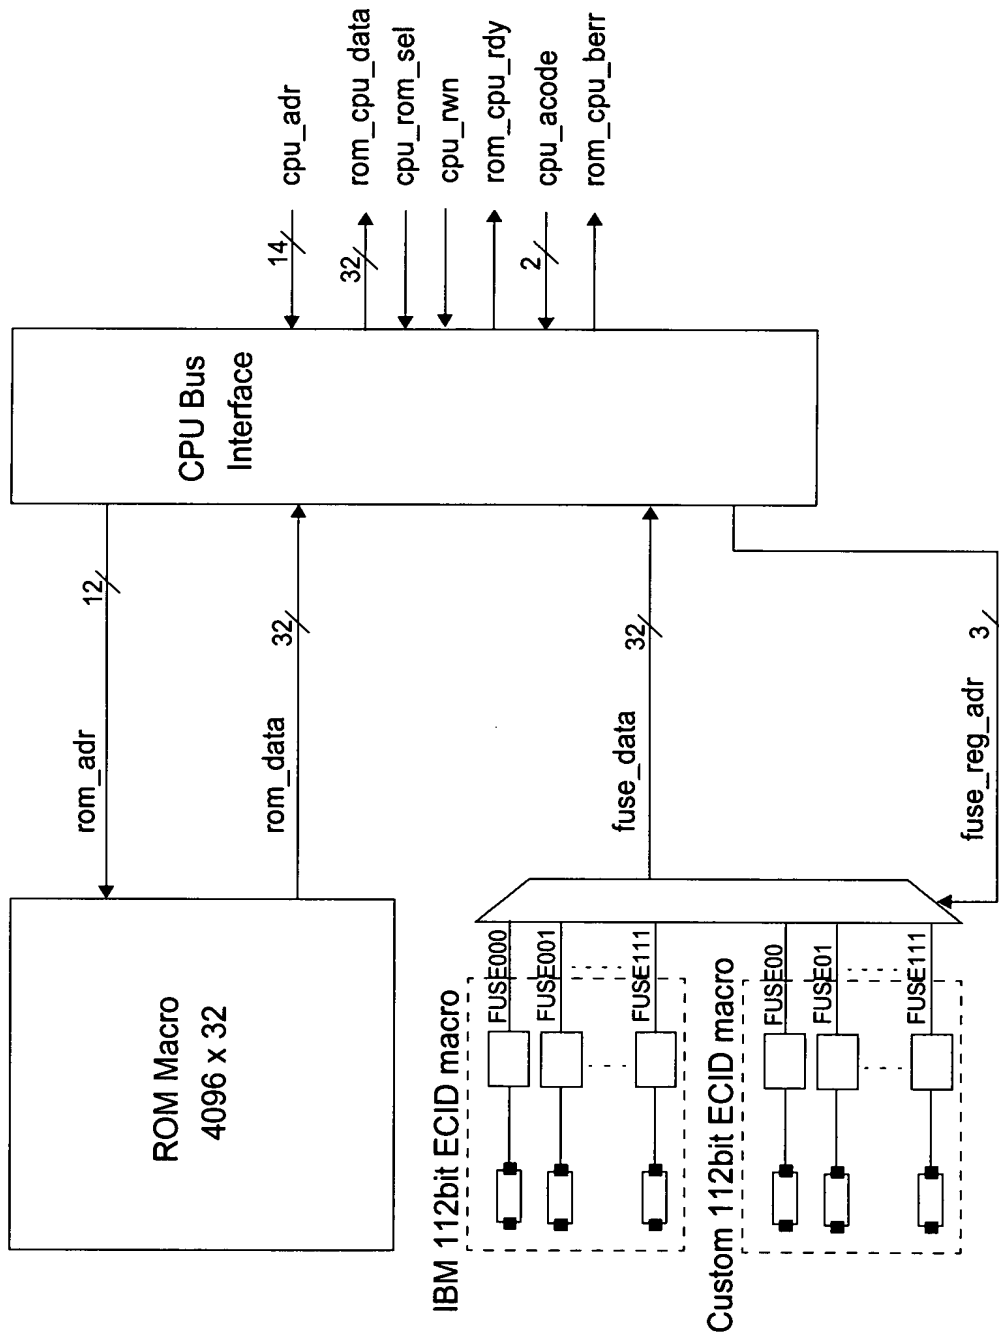 cpu_adr
rom_cpu_data
cpu_rom_sel
cpu_rwn
rom_cpu_rdy
cpu_acode
rom_cpu_berr
14
32
2
CPU Bus
Interface
12
32
32
3
rom_adr
rom_data
fuse_data
fuse_reg_adr
ROM Macro
4096 x 32
FUSE000
FUSE001
FUSE111
IBM 112bit ECID macro
FUSE00
FUSE01
FUSE111
Custom 112bit ECID macro